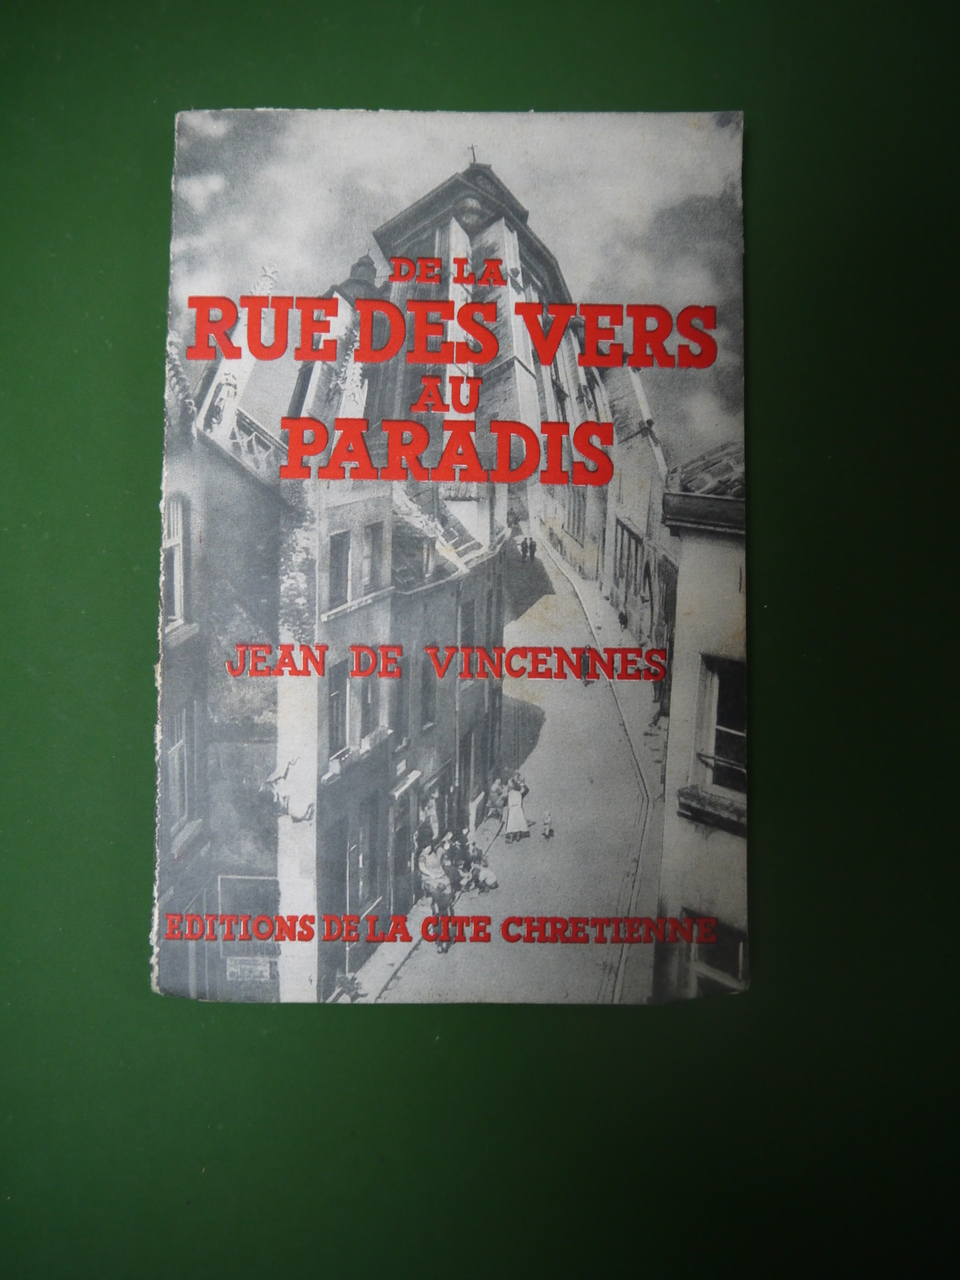 DE LA
RUE DES VERS
AU
PARADIS
JEAN DE VINCENNES
EDITIONS DE LA CITE CHRETIENNE